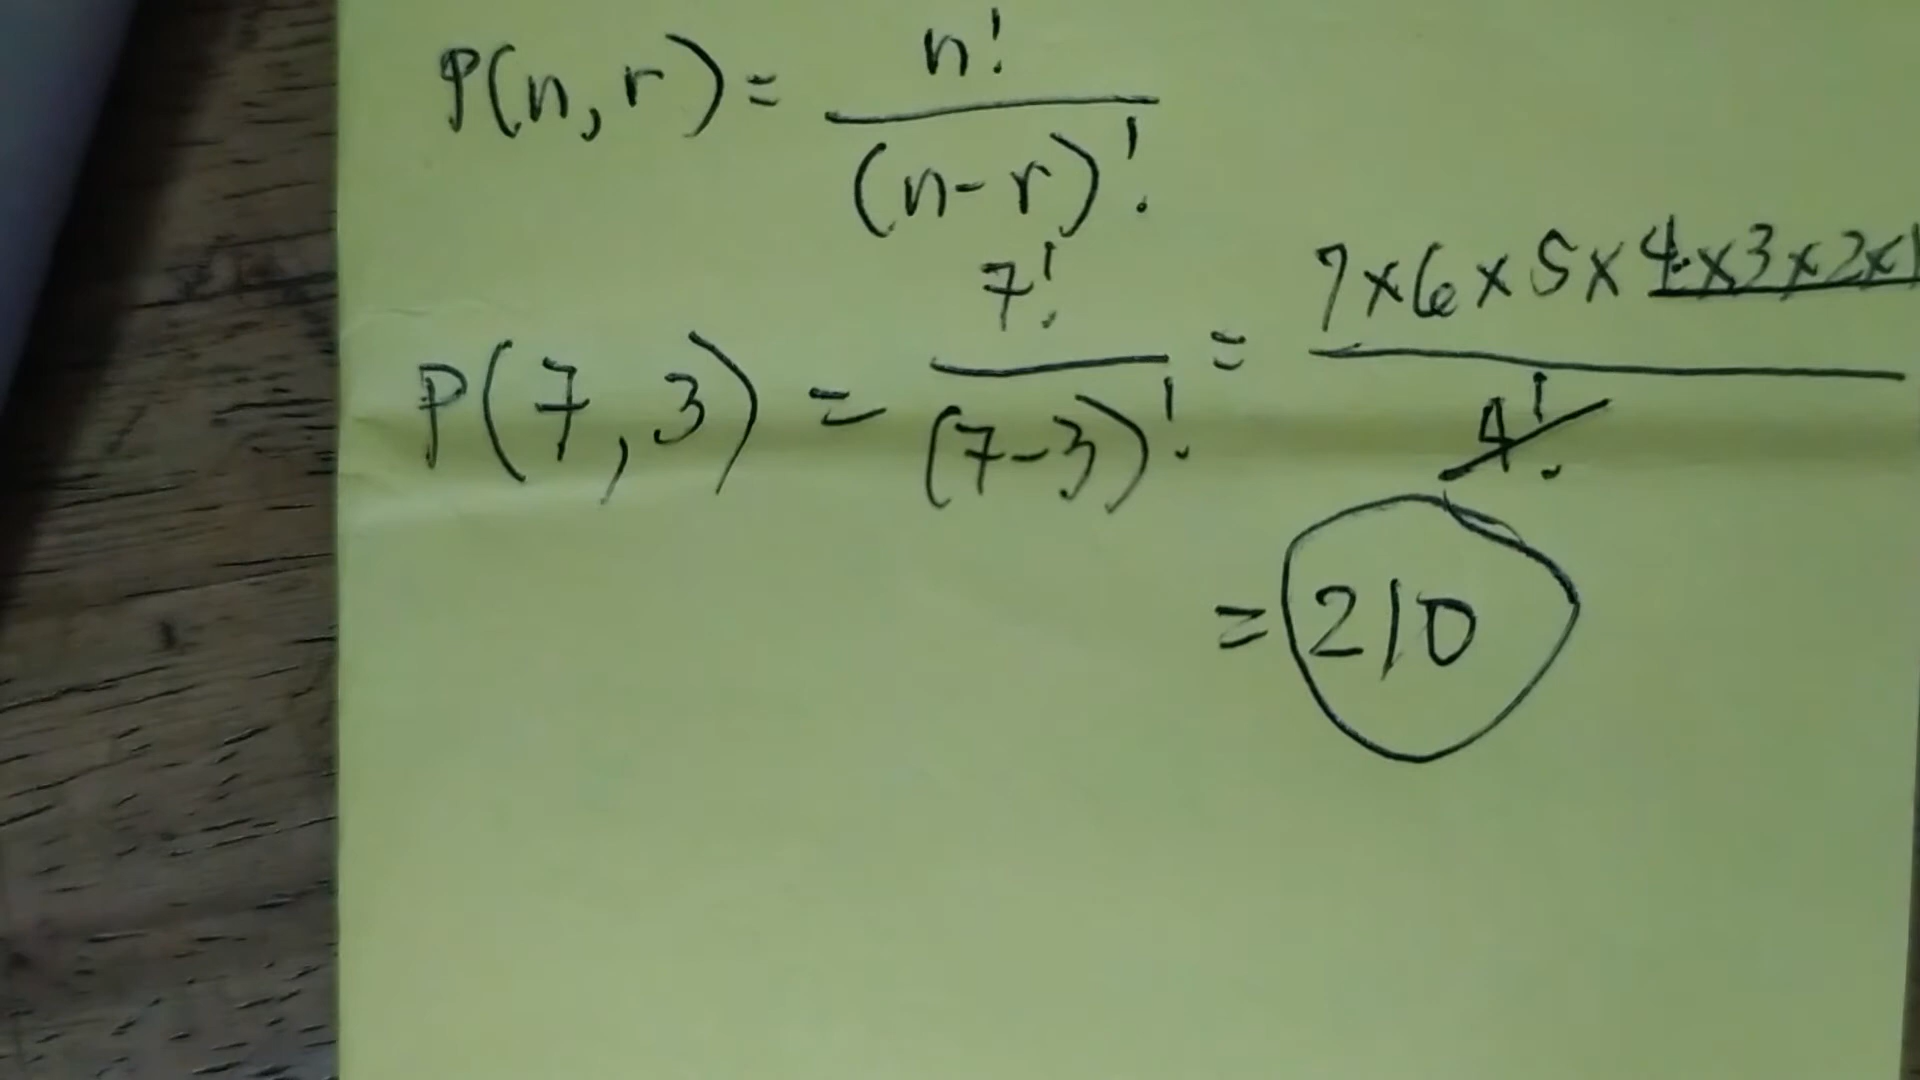 P(n, r) = n! / (n-r)!
P(7, 3) = 7! / (7-3)! = 7×6×5×4×3×2×1 / 4!
= 210